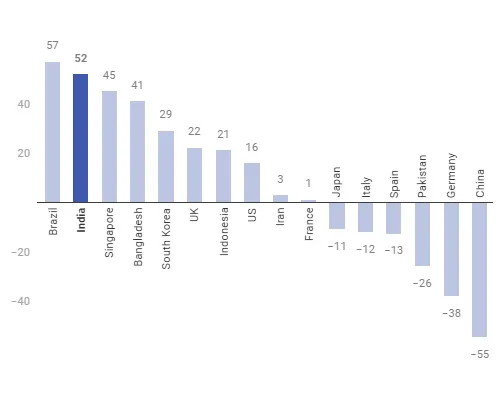 57
52
45
41
29
22
21
16
3
1
40
20
−20
−40
Brazil
India
Singapore
Bangladesh
South Korea
UK
Indonesia
US
Iran
France
Japan
Italy
Spain
Pakistan
Germany
China
−11
−12
−13
−26
−38
−55